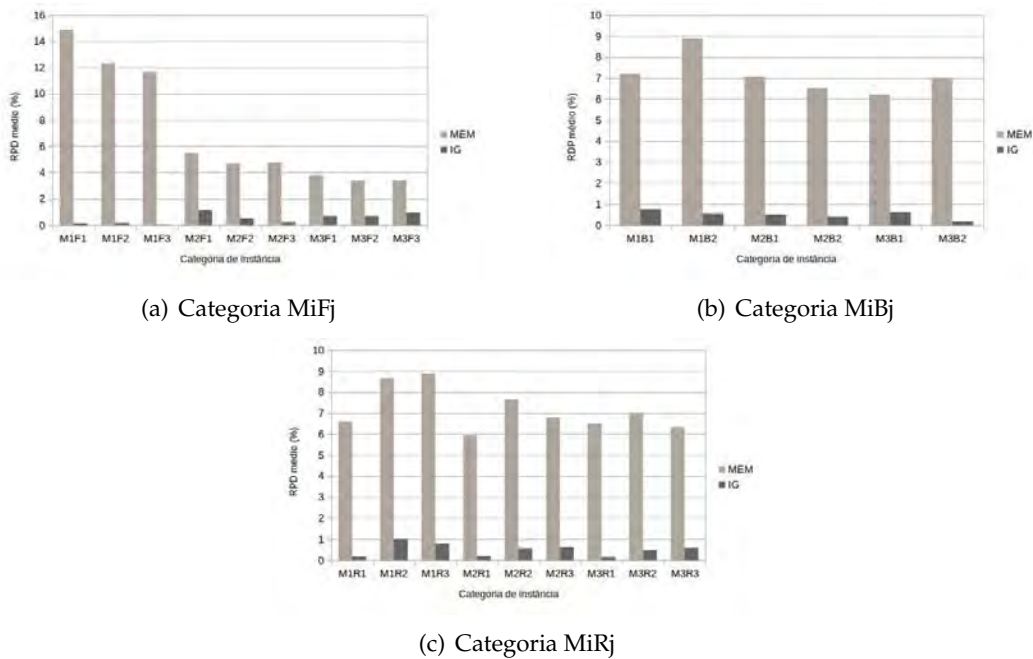 16
14
12
10
8
6
4
2
0
RPD médio (%)
M1F1 M1F2 M1F3 M2F1 M2F2 M2F3 M3F1 M3F2 M3F3
Categoria de Instância
MEM
IG
(a) Categoria MiFj
10
9
8
7
6
5
4
3
2
1
0
RDP médio (%)
M1B1 M1B2 M2B1 M2B2 M3B1 M3B2
Categoria de instância
MEM
IG
(b) Categoria MiBj
10
9
8
7
6
5
4
3
2
1
0
RPD médio (%)
M1R1 M1R2 M1R3 M2R1 M2R2 M2R3 M3R1 M3R2 M3R3
Categoria de Instância
MEM
IG
(c) Categoria MiRj